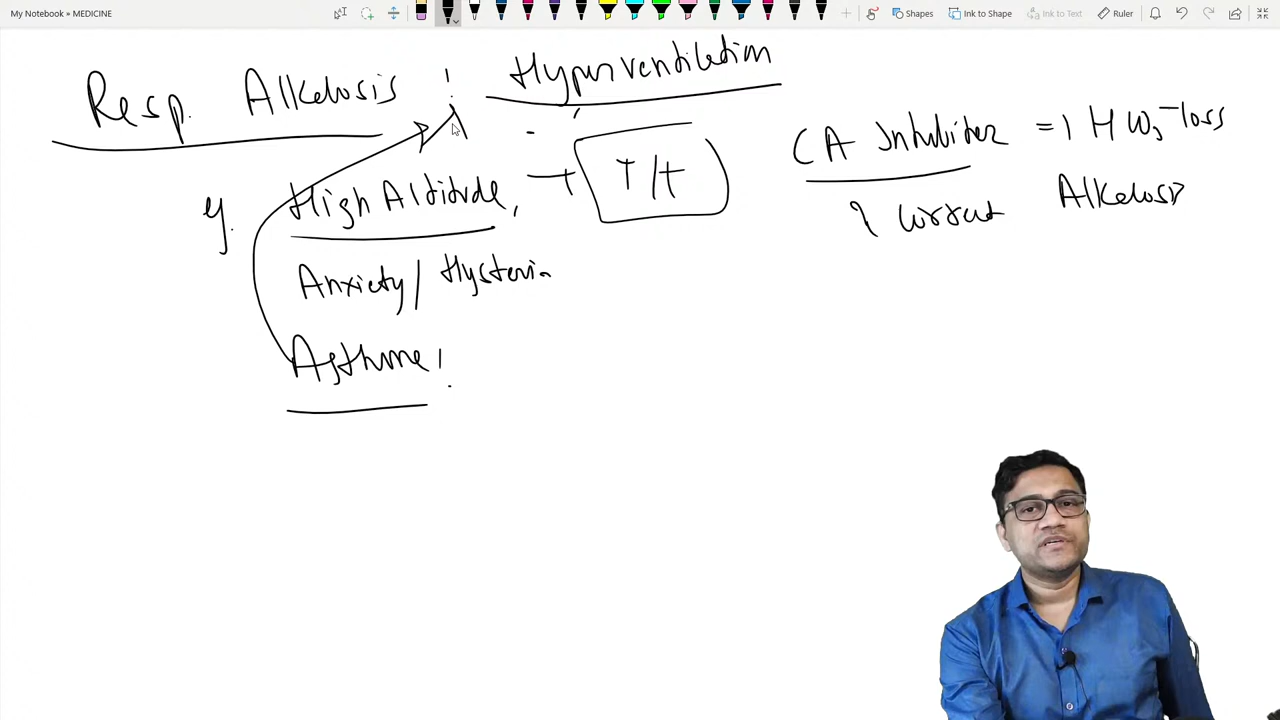 My Notebook » MEDICINE
Shapes
Ink to Shape
Ink to Text
Ruler
Resp. Alkalosis ! Hyperventilation
CA Inhibitor = ↑ HCO3⁻ loss
eg. High Altitude, → T/t
& correct Alkalosis
Anxiety/ Hysteria
Asthma !